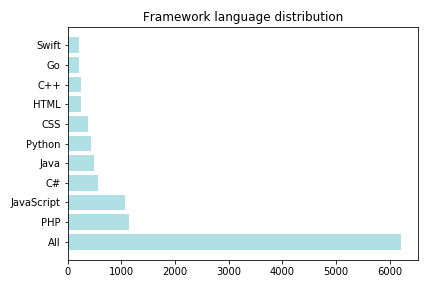 Framework language distribution
Swift
Go
C++
HTML
CSS
Python
Java
C#
JavaScript
PHP
All
0 1000 2000 3000 4000 5000 6000